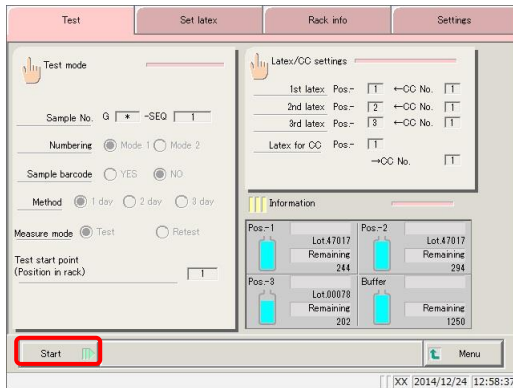 Test
Set latex
Rack info
Settings
Test mode
Sample No. G * -SEQ 1
Numbering Mode 1 Mode 2
Sample barcode YES NO
Method 1 day 2 day 3 day
Measure mode Test Retest
Test start point
(Position in rack) 1
Latex/CC settings
1st latex Pos.- 1 ←CC No. 1
2nd latex Pos.- 2 ←CC No. 1
3rd latex Pos.- 3 ←CC No. 1
Latex for CC Pos.- 1
→CC No. 1
Information
Pos.-1
Lot.47017
Remaining
244
Pos.-2
Lot.47017
Remaining
294
Pos.-3
Lot.00078
Remaining
202
Buffer
Remaining
1250
Start
Menu
XX 2014/12/24 12:58:37